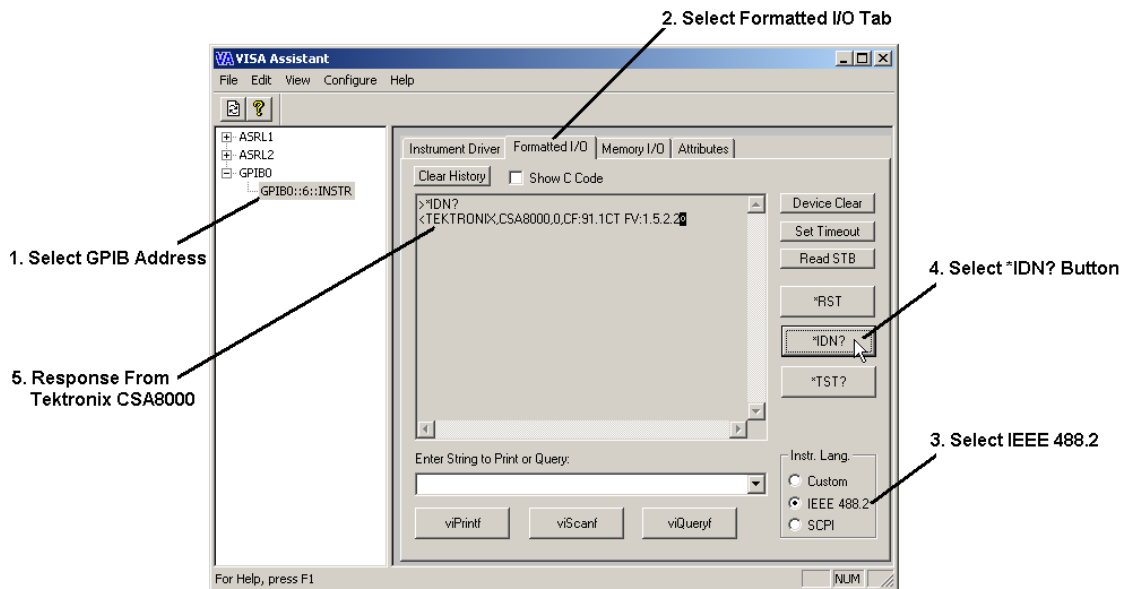 2. Select Formatted I/O Tab
VISA Assistant
File Edit View Configure Help
ASRL1
ASRL2
GPIB0
GPIB0::6::INSTR
Instrument Driver Formatted I/O Memory I/O Attributes
Clear History Show C Code
>*IDN?
<TEKTRONIX,CSA8000,0,CF:91.1CT FV:1.5.2.2
Device Clear
Set Timeout
Read STB
*RST
*IDN?
*TST?
1. Select GPIB Address
4. Select *IDN? Button
5. Response From
Tektronix CSA8000
3. Select IEEE 488.2
Enter String to Print or Query:
Instr. Lang.
Custom
IEEE 488.2
SCPI
viPrintf viScanf viQueryf
For Help, press F1
NUM